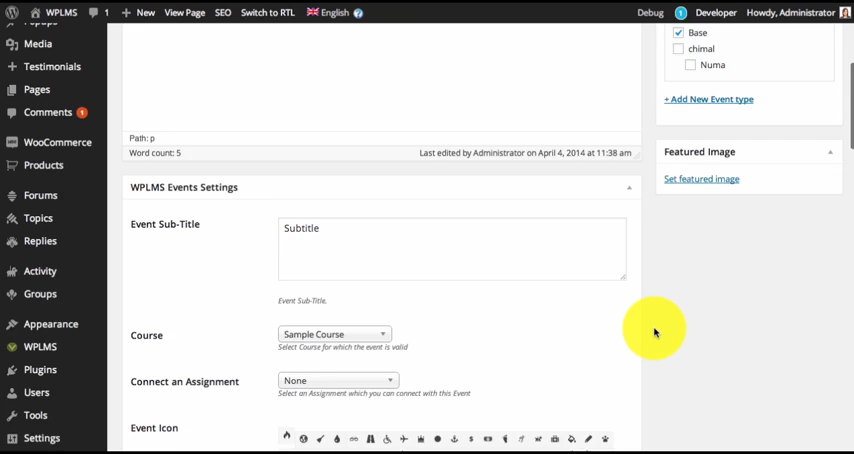 WPLMS 1 New View Page SEO Switch to RTL English ? Debug 1 Developer Howdy, Administrator
Media
Testimonials
Pages
Comments 1
WooCommerce
Products
Forums
Topics
Replies
Activity
Groups
Appearance
WPLMS
Plugins
Users
Tools
Settings
Path: p
Word count: 5 Last edited by Administrator on April 4, 2014 at 11:38 am
WPLMS Events Settings
Event Sub-Title Subtitle
Event Sub-Title.
Course Sample Course
Select Course for which the event is valid
Connect an Assignment None
Select an Assignment which you can connect with this Event
Event Icon
Base
chimal
Numa
+ Add New Event type
Featured Image
Set featured image